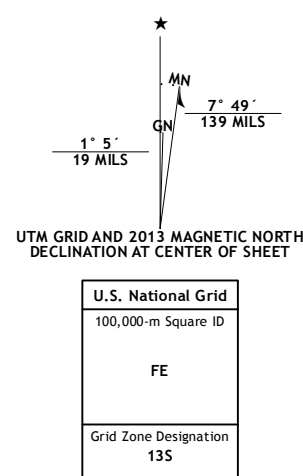 ★
MN
7° 49´
139 MILS
GN
1° 5´
19 MILS
UTM GRID AND 2013 MAGNETIC NORTH
DECLINATION AT CENTER OF SHEET
U.S. National Grid
100,000-m Square ID
FE
Grid Zone Designation
13S